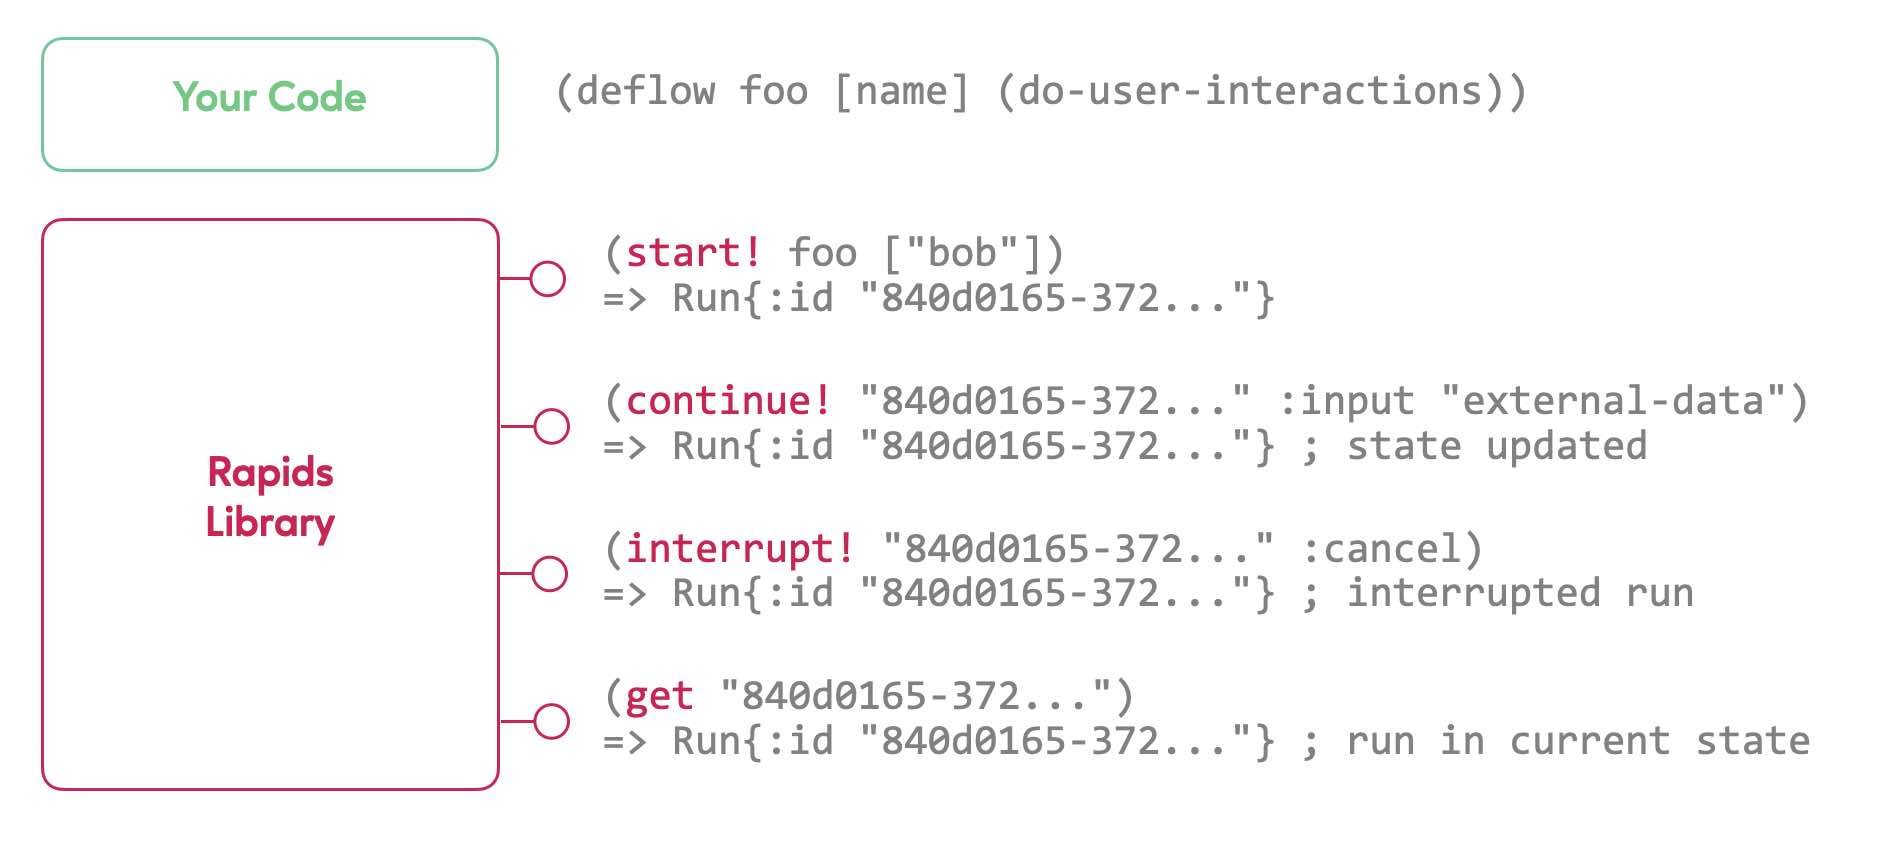 Your Code
(deflow foo [name] (do-user-interactions))
Rapids
Library
(start! foo ["bob"])
=> Run{:id "840d0165-372..."}
(continue! "840d0165-372..." :input "external-data")
=> Run{:id "840d0165-372..."} ; state updated
(interrupt! "840d0165-372..." :cancel)
=> Run{:id "840d0165-372..."} ; interrupted run
(get "840d0165-372...")
=> Run{:id "840d0165-372..."} ; run in current state